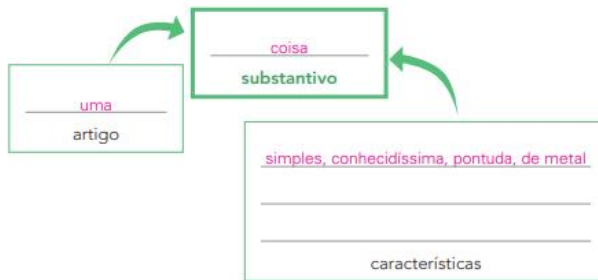 coisa
substantivo
uma
artigo
simples, conhecidíssima, pontuda, de metal
características